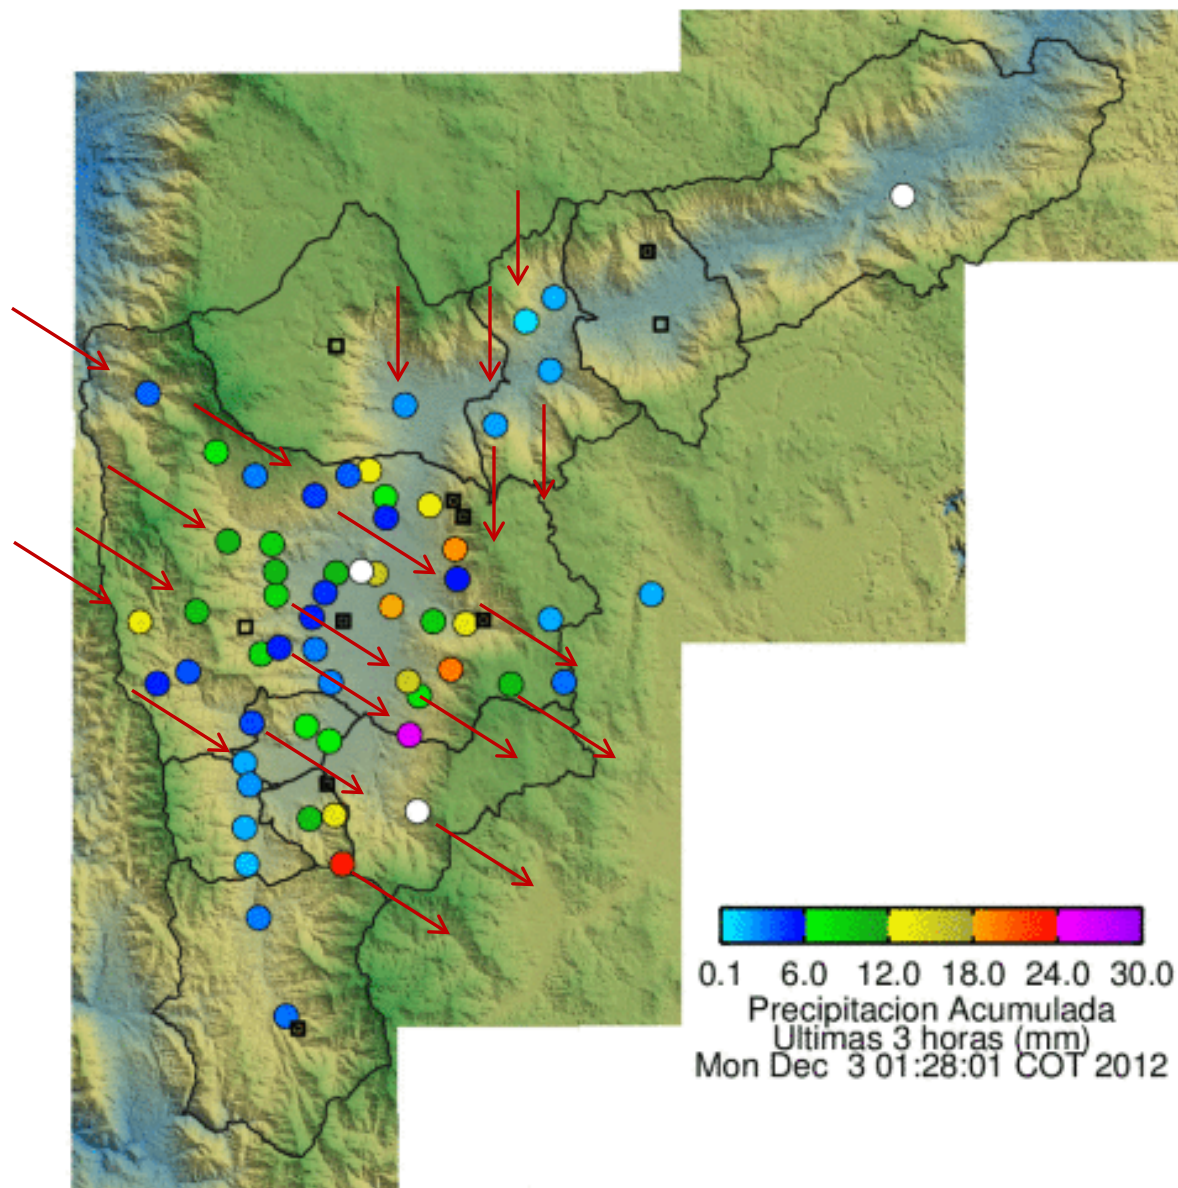 0.1 6.0 12.0 18.0 24.0 30.0
Precipitacion Acumulada
Ultimas 3 horas (mm)
Mon Dec 3 01:28:01 COT 2012